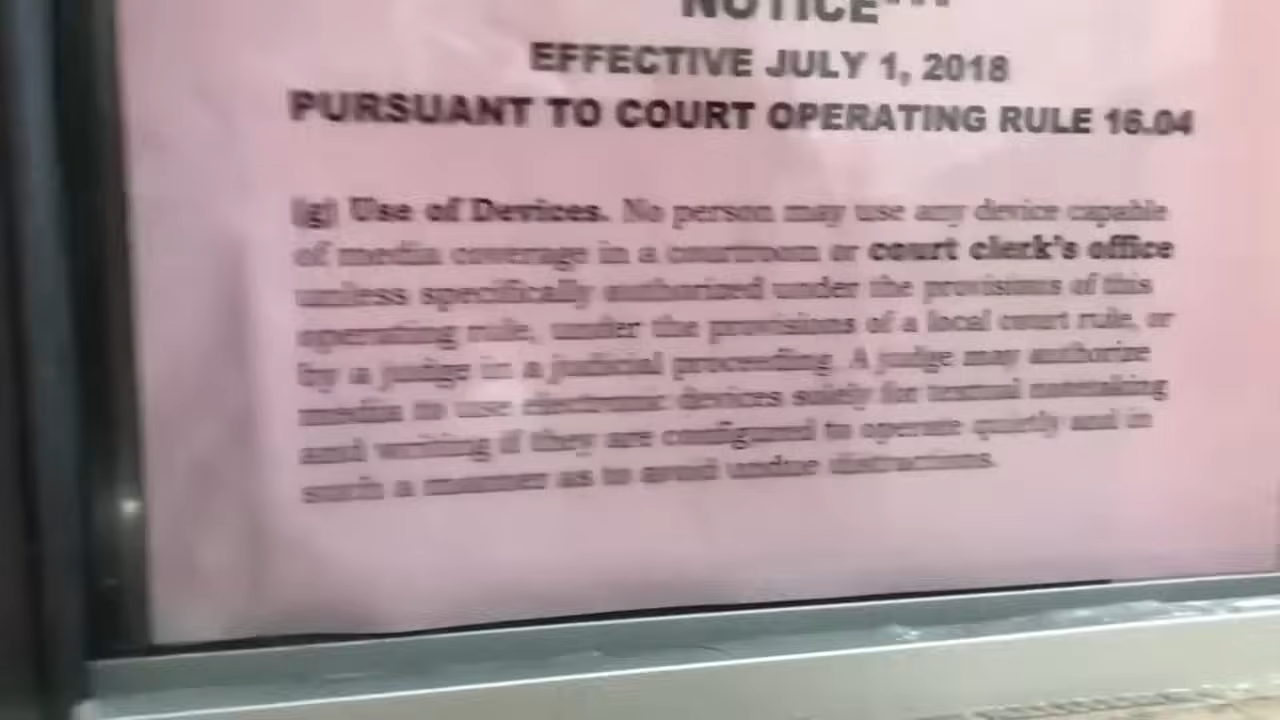 NOTICE***
EFFECTIVE JULY 1, 2018
PURSUANT TO COURT OPERATING RULE 16.04
(g) Use of Devices. No person may use any device capable
of media coverage in a courtroom or court clerk's office
unless specifically authorized under the provisions of this
operating rule, under the provisions of a local court rule, or
by a judge in a judicial proceeding. A judge may authorize
media to use electronic devices solely for textual notetaking
and writing if they are configured to operate quietly and in
such a manner as to avoid undue distractions.